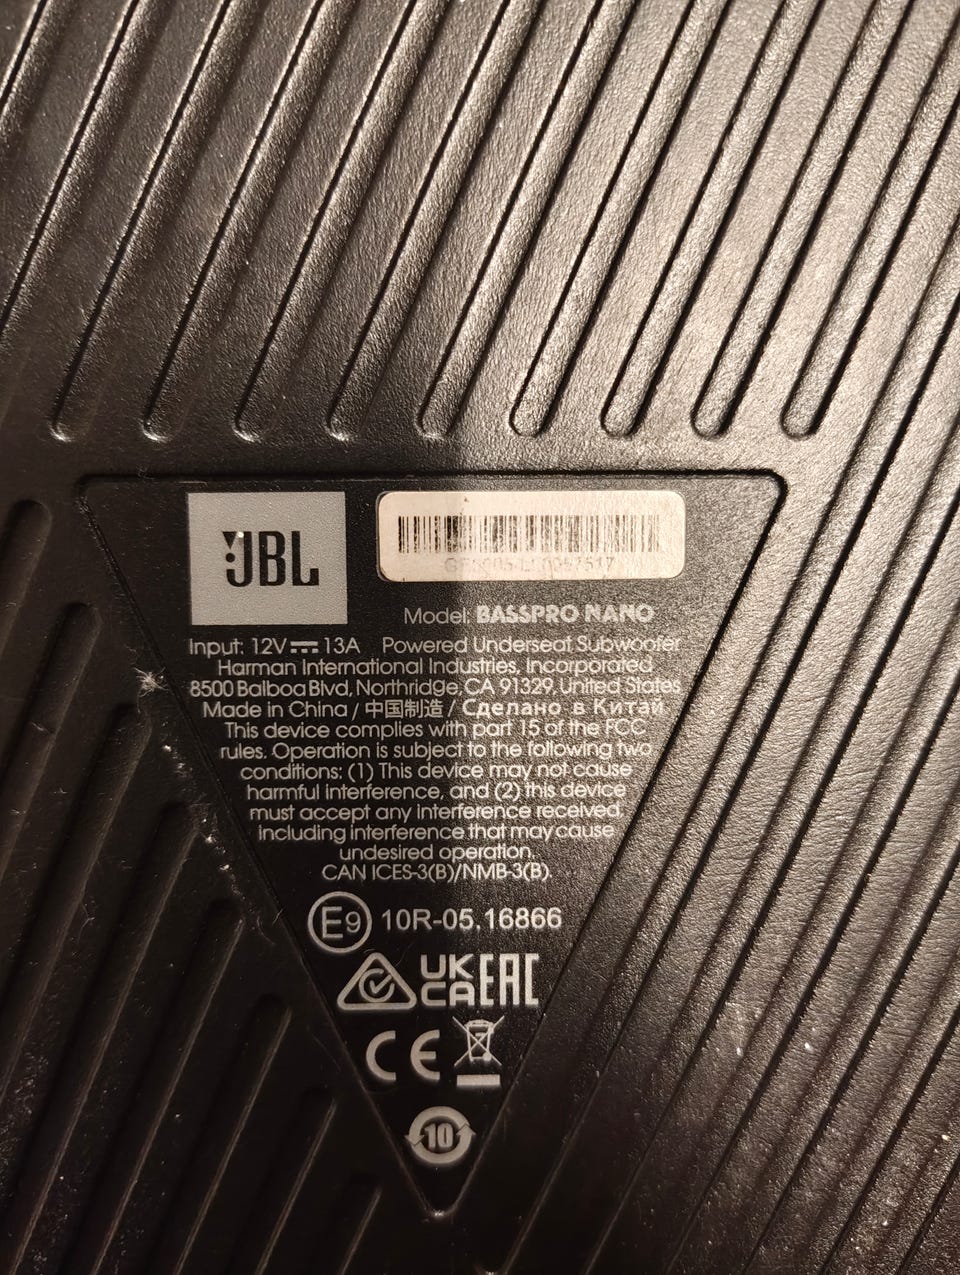 JBL
Model: BASSPRO NANO
Input: 12V⎓13A Powered Underseat Subwoofer
Harman International Industries, Incorporated
8500 Balboa Blvd, Northridge, CA 91329, United States
Made in China / 中国制造 / Сделано в Китай
This device complies with part 15 of the FCC
rules. Operation is subject to the following two
conditions: (1) This device may not cause
harmful interference, and (2) this device
must accept any interference received,
including interference that may cause
undesired operation.
CAN ICES-3(B)/NMB-3(B).
E9 10R-05.16866
UK
CA EAC
CE
10